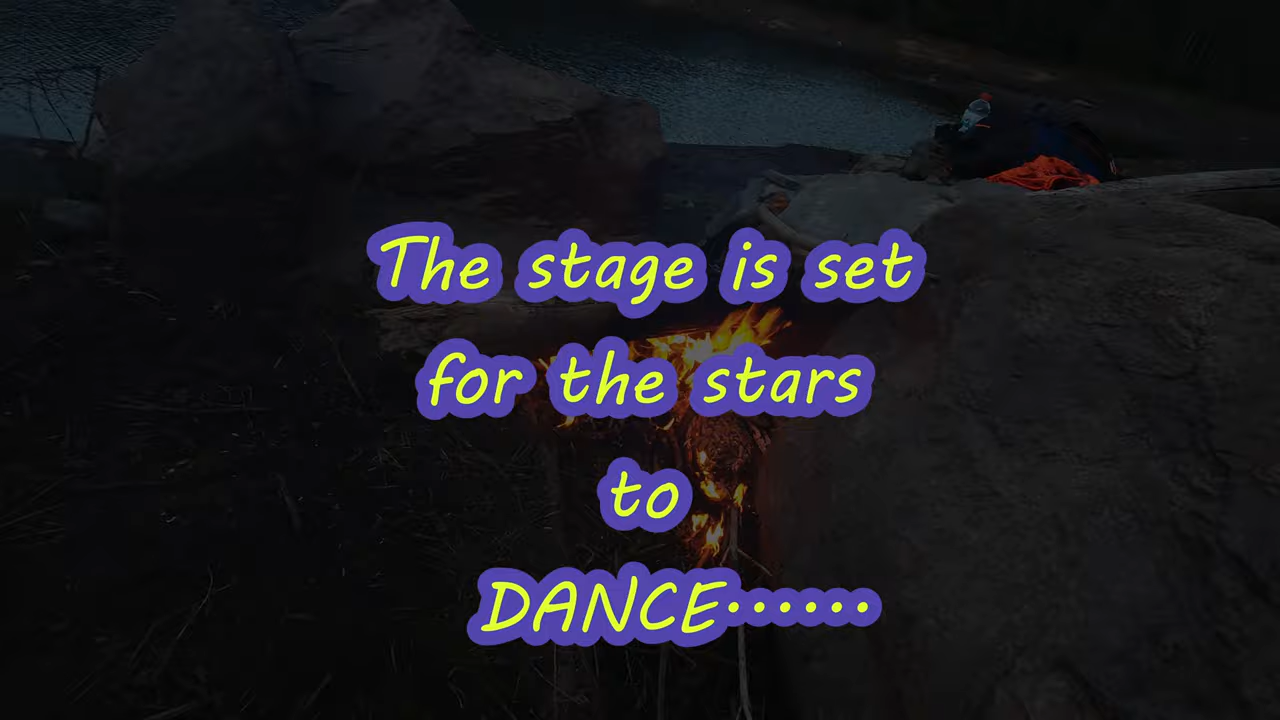 The stage is set
for the stars
to
DANCE······